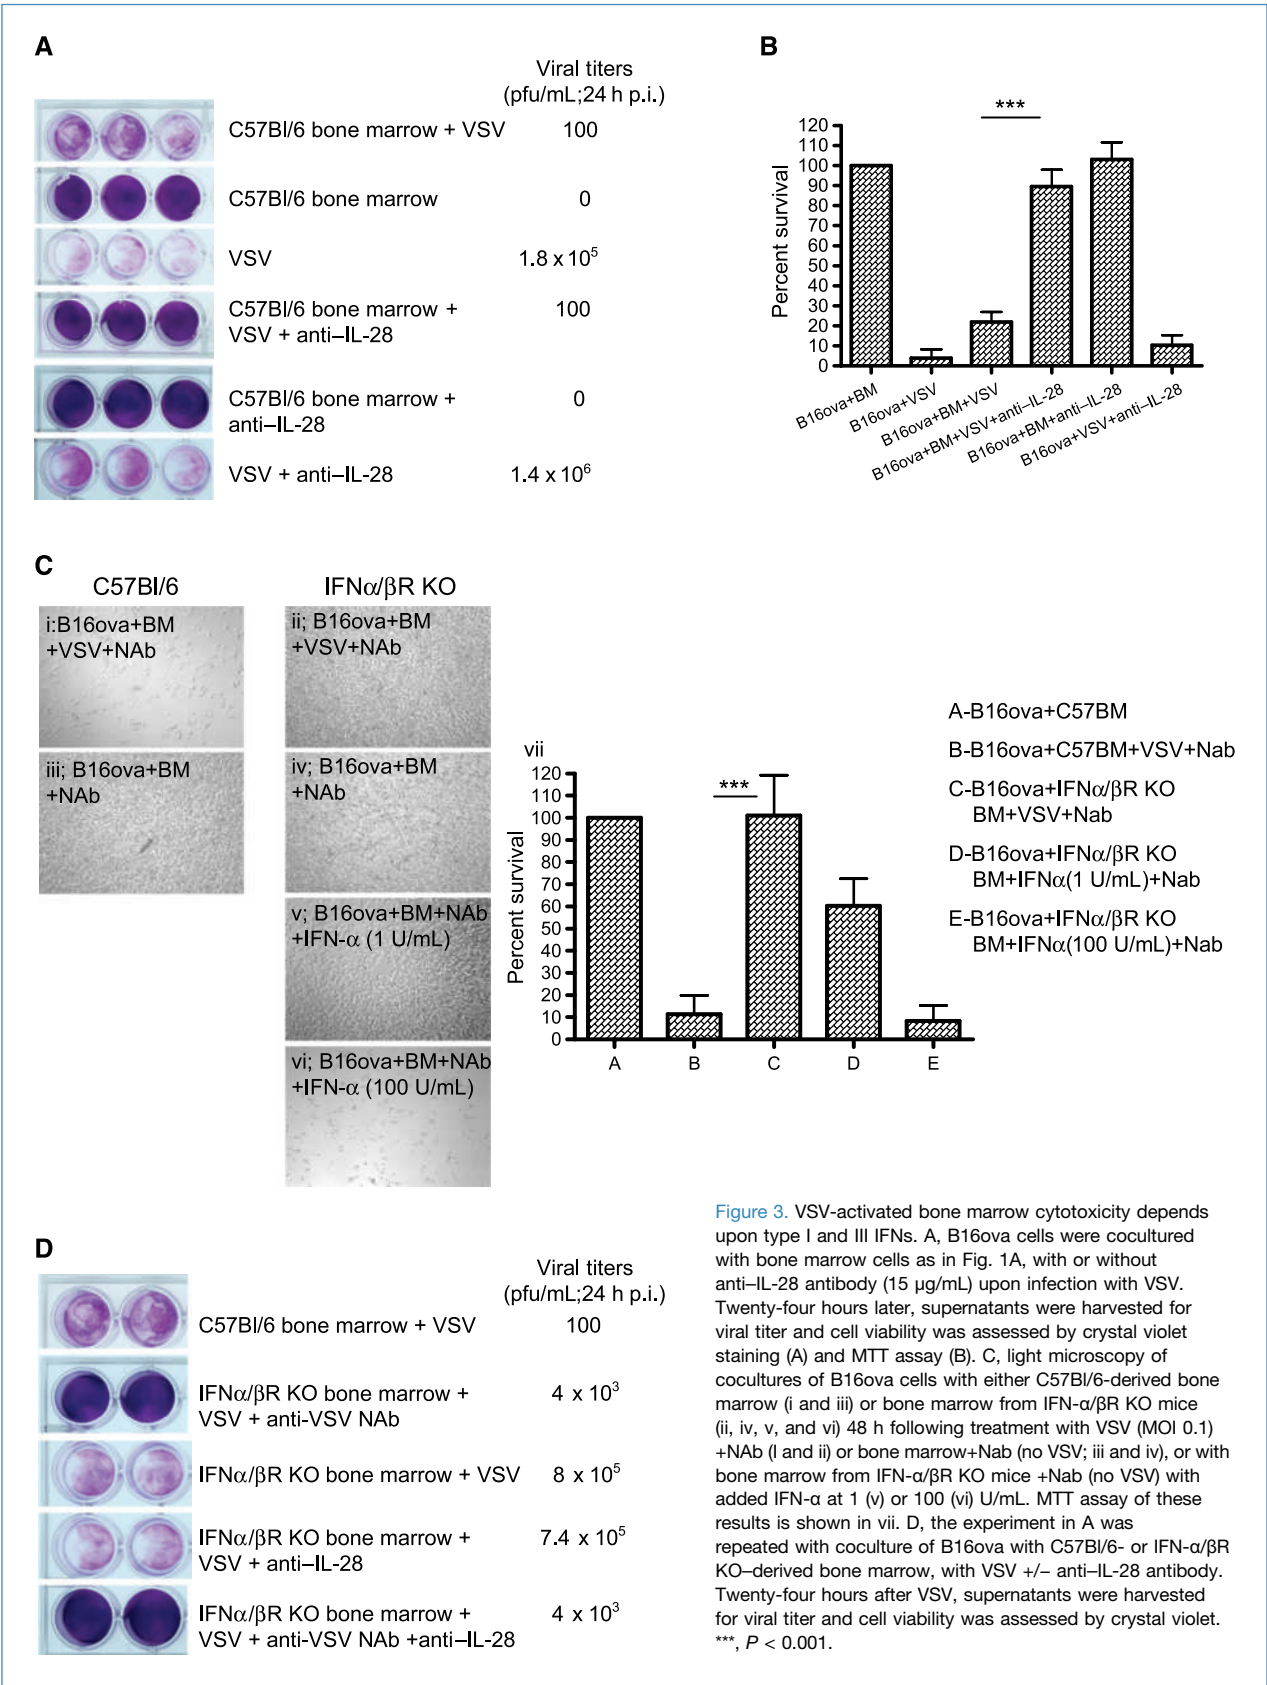 A
Viral titers
(pfu/mL;24 h p.i.)
C57Bl/6 bone marrow + VSV 100
C57Bl/6 bone marrow 0
VSV 1.8 x 10⁵
C57Bl/6 bone marrow +
VSV + anti–IL-28 100
C57Bl/6 bone marrow +
anti–IL-28 0
VSV + anti–IL-28 1.4 x 10⁶
B
***
Percent survival
120
110
100
90
80
70
60
50
40
30
20
10
0
B16ova+BM
B16ova+VSV
B16ova+BM+VSV
B16ova+BM+VSV+anti–IL-28
B16ova+BM+anti–IL-28
B16ova+VSV+anti–IL-28
C
C57Bl/6
i:B16ova+BM
+VSV+NAb
iii; B16ova+BM
+NAb
IFNα/βR KO
ii; B16ova+BM
+VSV+NAb
iv; B16ova+BM
+NAb
v; B16ova+BM+NAb
+IFN-α (1 U/mL)
vi; B16ova+BM+NAb
+IFN-α (100 U/mL)
vii
***
Percent survival
120
110
100
90
80
70
60
50
40
30
20
10
0
A B C D E
A-B16ova+C57BM
B-B16ova+C57BM+VSV+Nab
C-B16ova+IFNα/βR KO
BM+VSV+Nab
D-B16ova+IFNα/βR KO
BM+IFNα(1 U/mL)+Nab
E-B16ova+IFNα/βR KO
BM+IFNα(100 U/mL)+Nab
D
Viral titers
(pfu/mL;24 h p.i.)
C57Bl/6 bone marrow + VSV 100
IFNα/βR KO bone marrow +
VSV + anti-VSV NAb 4 x 10³
IFNα/βR KO bone marrow + VSV 8 x 10⁵
IFNα/βR KO bone marrow +
VSV + anti–IL-28 7.4 x 10⁵
IFNα/βR KO bone marrow +
VSV + anti-VSV NAb +anti–IL-28 4 x 10³
Figure 3. VSV-activated bone marrow cytotoxicity depends
upon type I and III IFNs. A, B16ova cells were cocultured
with bone marrow cells as in Fig. 1A, with or without
anti–IL-28 antibody (15 μg/mL) upon infection with VSV.
Twenty-four hours later, supernatants were harvested for
viral titer and cell viability was assessed by crystal violet
staining (A) and MTT assay (B). C, light microscopy of
cocultures of B16ova cells with either C57Bl/6-derived bone
marrow (i and iii) or bone marrow from IFN-α/βR KO mice
(ii, iv, v, and vi) 48 h following treatment with VSV (MOI 0.1)
+NAb (I and ii) or bone marrow+Nab (no VSV; iii and iv), or with
bone marrow from IFN-α/βR KO mice +Nab (no VSV) with
added IFN-α at 1 (v) or 100 (vi) U/mL. MTT assay of these
results is shown in vii. D, the experiment in A was
repeated with coculture of B16ova with C57Bl/6- or IFN-α/βR
KO–derived bone marrow, with VSV +/− anti–IL-28 antibody.
Twenty-four hours after VSV, supernatants were harvested
for viral titer and cell viability was assessed by crystal violet.
***, P < 0.001.